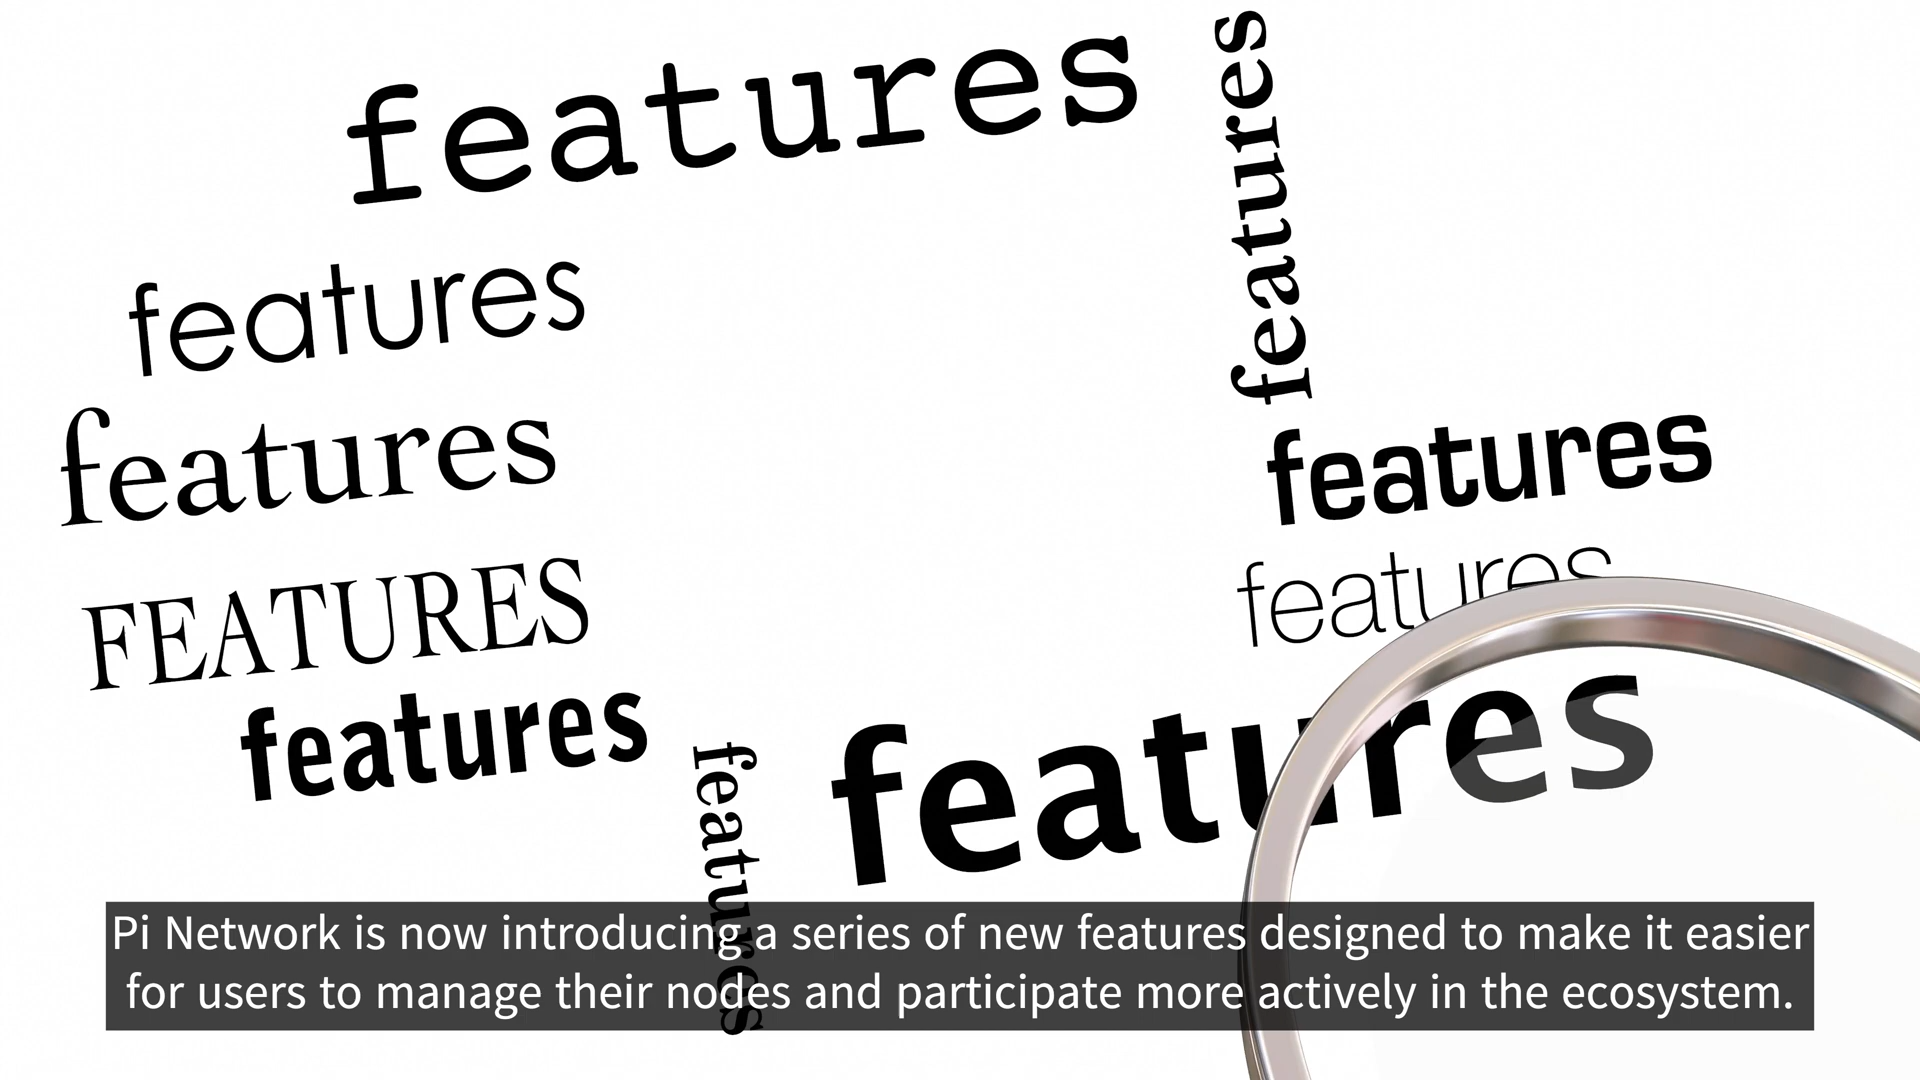 features
features
features
features
features
features
FEATURES
features
features
features
features
Pi Network is now introducing a series of new features designed to make it easier
for users to manage their nodes and participate more actively in the ecosystem.